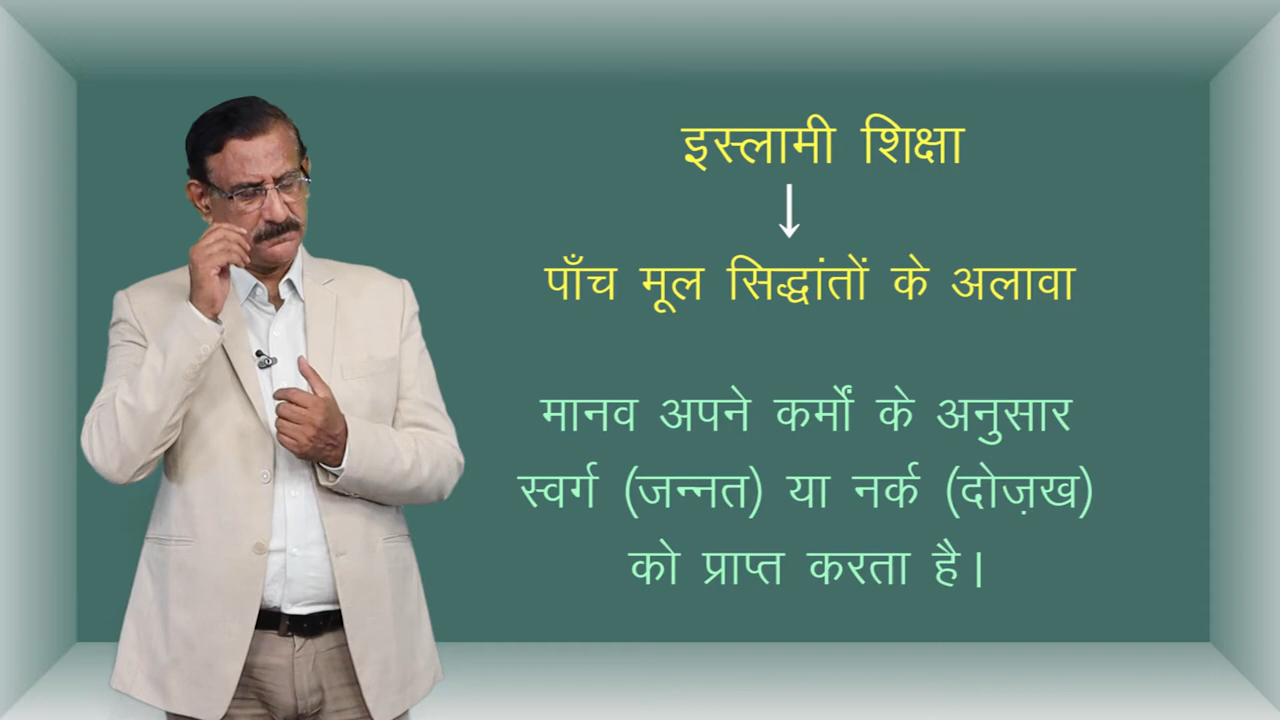 इस्लामी शिक्षा
↓
पाँच मूल सिद्धांतों के अलावा
मानव अपने कर्मों के अनुसार
स्वर्ग (जन्नत) या नर्क (दोज़ख)
को प्राप्त करता है।